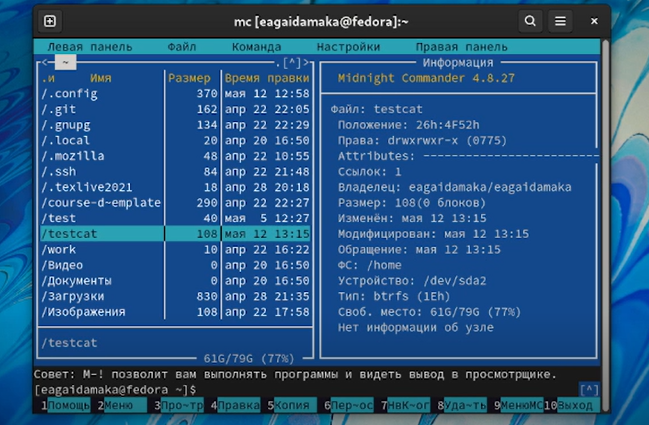 mc [eagaidamaka@fedora]:~
Левая панель Файл Команда Настройки Правая панель
<- ~ .[^]>
.и Имя Размер Время правки
/.config 370 мая 12 12:58
/.git 162 апр 22 22:05
/.gnupg 134 апр 22 22:29
/.local 20 апр 20 16:50
/.mozilla 48 апр 22 10:55
/.ssh 84 апр 22 21:48
/.texlive2021 18 апр 28 20:18
/course-d~emplate 290 апр 22 22:27
/test 40 мая 5 12:27
/testcat 108 мая 12 13:15
/work 10 апр 22 16:22
/Видео 0 апр 20 16:50
/Документы 0 апр 20 16:50
/Загрузки 830 апр 28 21:35
/Изображения 108 апр 22 17:58
/testcat
61G/79G (77%)
Информация
Midnight Commander 4.8.27
Файл: testcat
Положение: 26h:4F52h
Права: drwxrwxr-x (0775)
Attributes: -----------------------
Ссылок: 1
Владелец: eagaidamaka/eagaidamaka
Размер: 108(0 блоков)
Изменён: мая 12 13:15
Модифицирован: мая 12 13:15
Обращение: мая 12 13:15
ФС: /home
Устройство: /dev/sda2
Тип: btrfs (1Eh)
Своб. место: 61G/79G (77%)
Нет информации об узле
Совет: M-! позволит вам выполнять программы и видеть вывод в просмотрщике.
[eagaidamaka@fedora ~]$ [^]
1Помощь 2Меню 3Про~тр 4Правка 5Копия 6Пер~ос 7НвК~ог 8Уда~ть 9МенюMC 10Выход